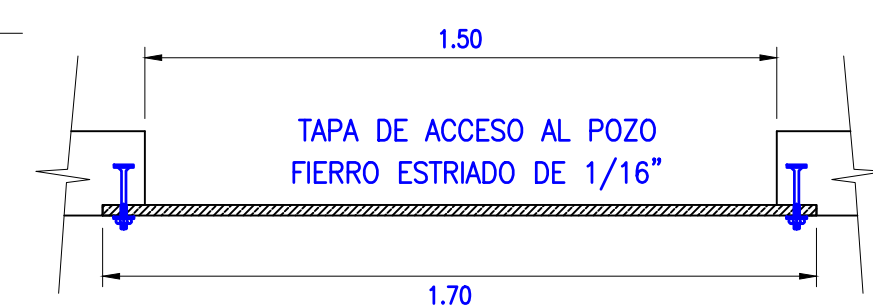 1.50
TAPA DE ACCESO AL POZO
FIERRO ESTRIADO DE 1/16”
1.70